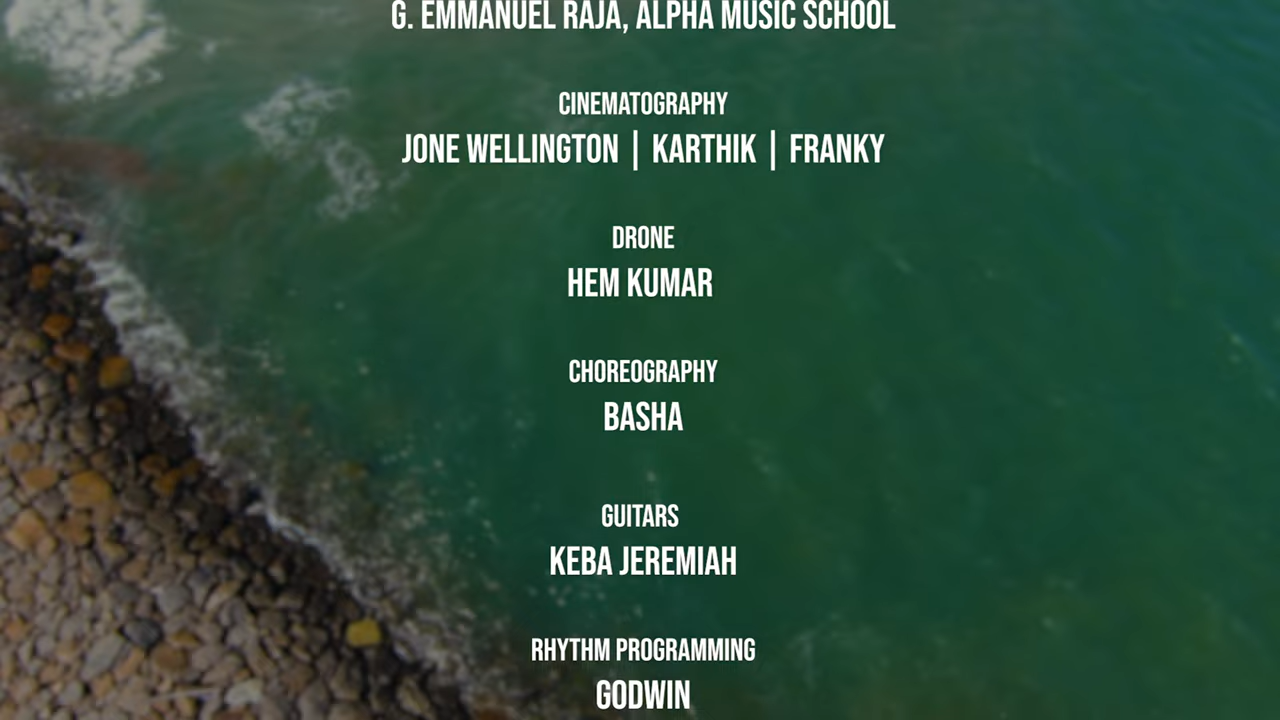 G. EMMANUEL RAJA, ALPHA MUSIC SCHOOL
CINEMATOGRAPHY
JONE WELLINGTON | KARTHIK | FRANKY
DRONE
HEM KUMAR
CHOREOGRAPHY
BASHA
GUITARS
KEBA JEREMIAH
RHYTHM PROGRAMMING
GODWIN